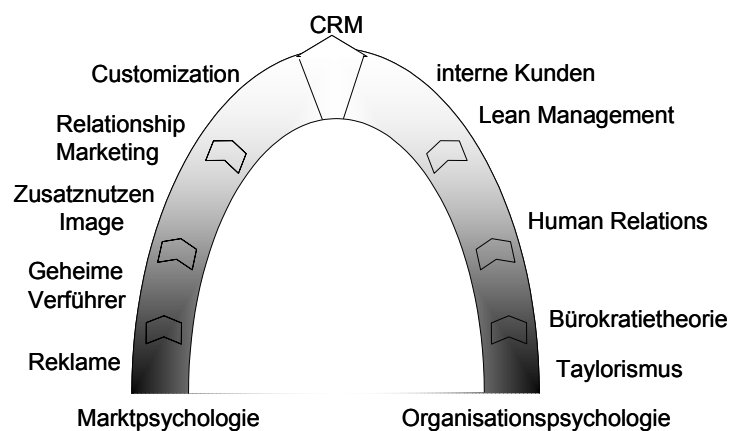 CRM
Customization
interne Kunden
Relationship
Marketing
Lean Management
Zusatznutzen
Image
Human Relations
Geheime
Verführer
Bürokratietheorie
Reklame
Taylorismus
Marktpsychologie
Organisationspsychologie